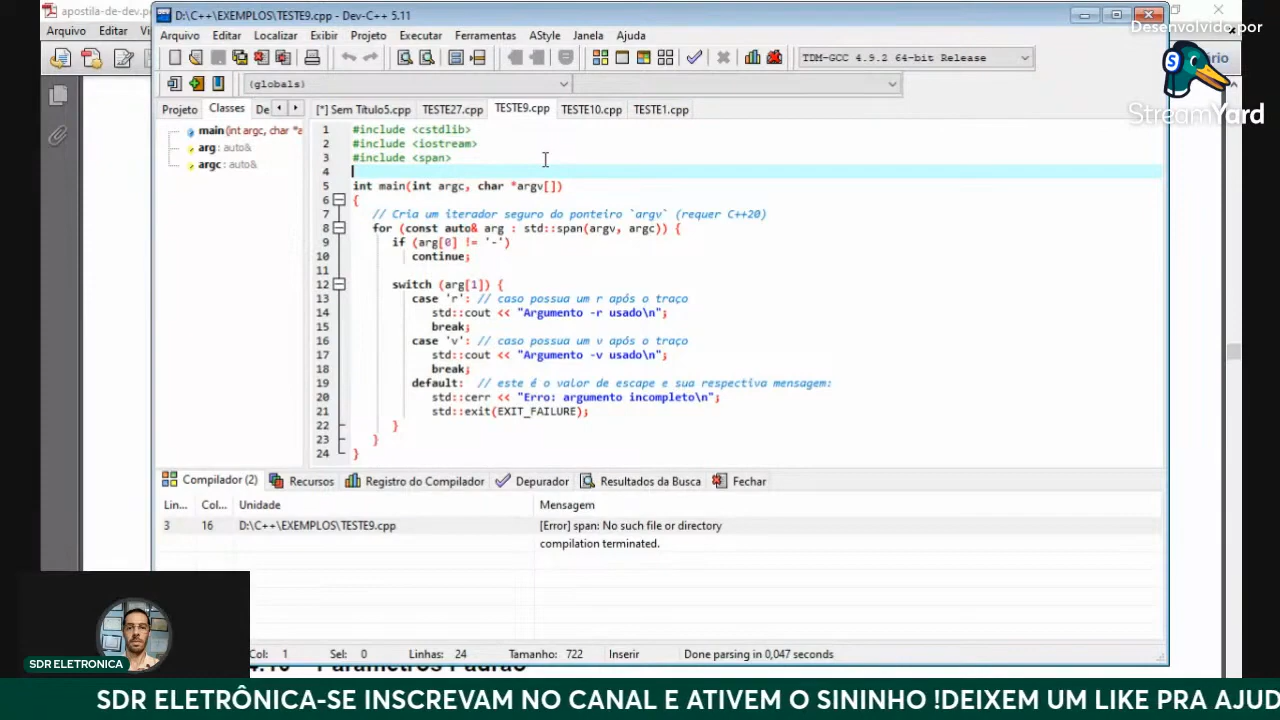 apostila-de-dev.p
D:\C++\EXEMPLOS\TESTE9.cpp - Dev-C++ 5.11
Desenvolvido por
Arquivo Editar Vi
Arquivo Editar Localizar Exibir Projeto Executar Ferramentas AStyle Janela Ajuda
TDM-GCC 4.9.2 64-bit Release
StreamYard
(globals)
Projeto Classes De
[*] Sem Título5.cpp TESTE27.cpp TESTE9.cpp TESTE10.cpp TESTE1.cpp
main (int argc, char *a
arg : auto&
argc : auto&
1 #include <cstdlib>
2 #include <iostream>
3 #include <span>
4
5 int main(int argc, char *argv[])
6 {
7 // Cria um iterador seguro do ponteiro `argv` (requer C++20)
8 for (const auto& arg : std::span(argv, argc)) {
9 if (arg[0] != '-')
10 continue;
11
12 switch (arg[1]) {
13 case 'r': // caso possua um r após o traço
14 std::cout << "Argumento -r usado\n";
15 break;
16 case 'v': // caso possua um v após o traço
17 std::cout << "Argumento -v usado\n";
18 break;
19 default: // este é o valor de escape e sua respectiva mensagem:
20 std::cerr << "Erro: argumento incompleto\n";
21 std::exit(EXIT_FAILURE);
22 }
23 }
24 }
Compilador (2) Recursos Registro do Compilador Depurador Resultados da Busca Fechar
Lin... Col... Unidade Mensagem
3 16 D:\C++\EXEMPLOS\TESTE9.cpp [Error] span: No such file or directory
compilation terminated.
Col: 1 Sel: 0 Linhas: 24 Tamanho: 722 Inserir Done parsing in 0,047 seconds
SDR ELETRONICA
SDR ELETRÔNICA-SE INSCREVAM NO CANAL E ATIVEM O SININHO !DEIXEM UM LIKE PRA AJUD